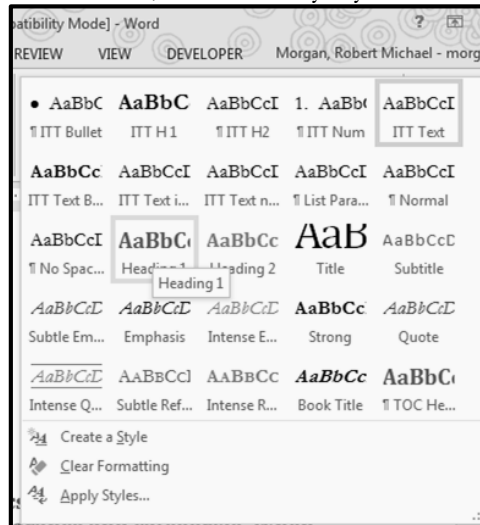 patibility Mode] - Word ?
REVIEW VIEW DEVELOPER Morgan, Robert Michael - morg
• AaBbC AaBbC AaBbCcI 1. AaBb( AaBbCcI
¶ ITT Bullet ITT H 1 ¶ ITT H2 ¶ ITT Num ITT Text
AaBbCc AaBbCcI AaBbCcI AaBbCcI AaBbCcI
ITT Text B... ITT Text i... ITT Text n... ¶ List Para... ¶ Normal
AaBbCcI AaBbC AaBbCc AaB AaBbCcD
¶ No Spac... Heading 1 Heading 2 Title Subtitle
Heading 1
AaBbCcD AaBbCcD AaBbCcD AaBbCc AaBbCcD
Subtle Em... Emphasis Intense E... Strong Quote
AaBbCcD AaBbCcI AaBbCc AaBbCc AaBbC
Intense Q... Subtle Ref... Intense R... Book Title ¶ TOC He...
Create a Style
Clear Formatting
Apply Styles...